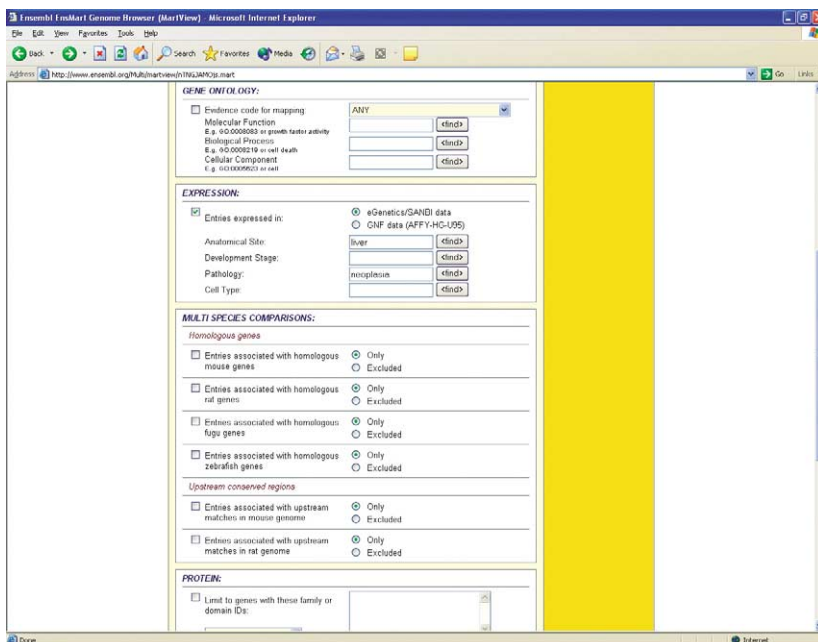 Ensembl EnsMart Genome Browser (MartView) - Microsoft Internet Explorer
File Edit View Favorites Tools Help
Back Search Favorites Media
Address http://www.ensembl.org/Multi/martview/ Go Links
GENE ONTOLOGY:
Evidence code for mapping: ANY
Molecular Function <find>
E.g. GO:0008083 or growth factor activity
Biological Process <find>
E.g. GO:0008219 or cell death
Cellular Component <find>
E.g. GO:0005623 or cell
EXPRESSION:
Entries expressed in: eGenetics/SANBI data
GNF data (AFFY-HG-U95)
Anatomical Site: liver <find>
Development Stage: <find>
Pathology: neoplasia <find>
Cell Type: <find>
MULTI SPECIES COMPARISONS:
Homologous genes
Entries associated with homologous Only
mouse genes Excluded
Entries associated with homologous Only
rat genes Excluded
Entries associated with homologous Only
fugu genes Excluded
Entries associated with homologous Only
zebrafish genes Excluded
Upstream conserved regions
Entries associated with upstream Only
matches in mouse genome Excluded
Entries associated with upstream Only
matches in rat genome Excluded
PROTEIN:
Limit to genes with these family or
domain IDs:
Done Internet